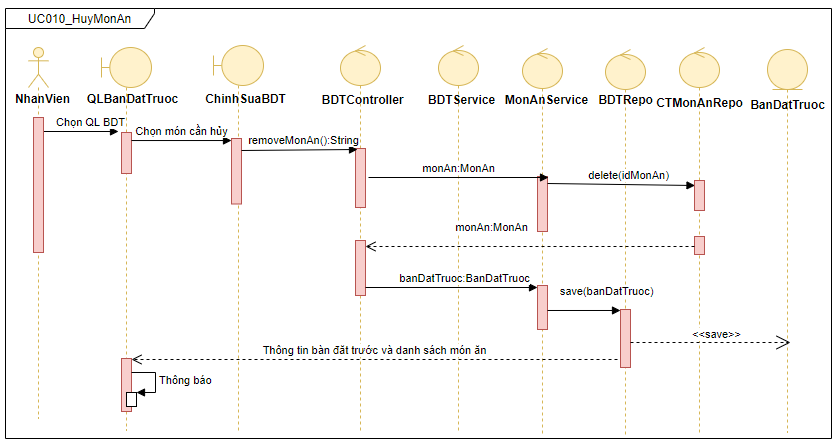 UC010_HuyMonAn
NhanVien
QLBanDatTruoc
ChinhSuaBDT
BDTController
BDTService
MonAnService
BDTRepo
CTMonAnRepo
BanDatTruoc
Chọn QL BDT
Chọn món cần hủy
removeMonAn():String
monAn:MonAn
delete(idMonAn)
monAn:MonAn
banDatTruoc:BanDatTruoc
save(banDatTruoc)
<<save>>
Thông tin bàn đặt trước và danh sách món ăn
Thông báo